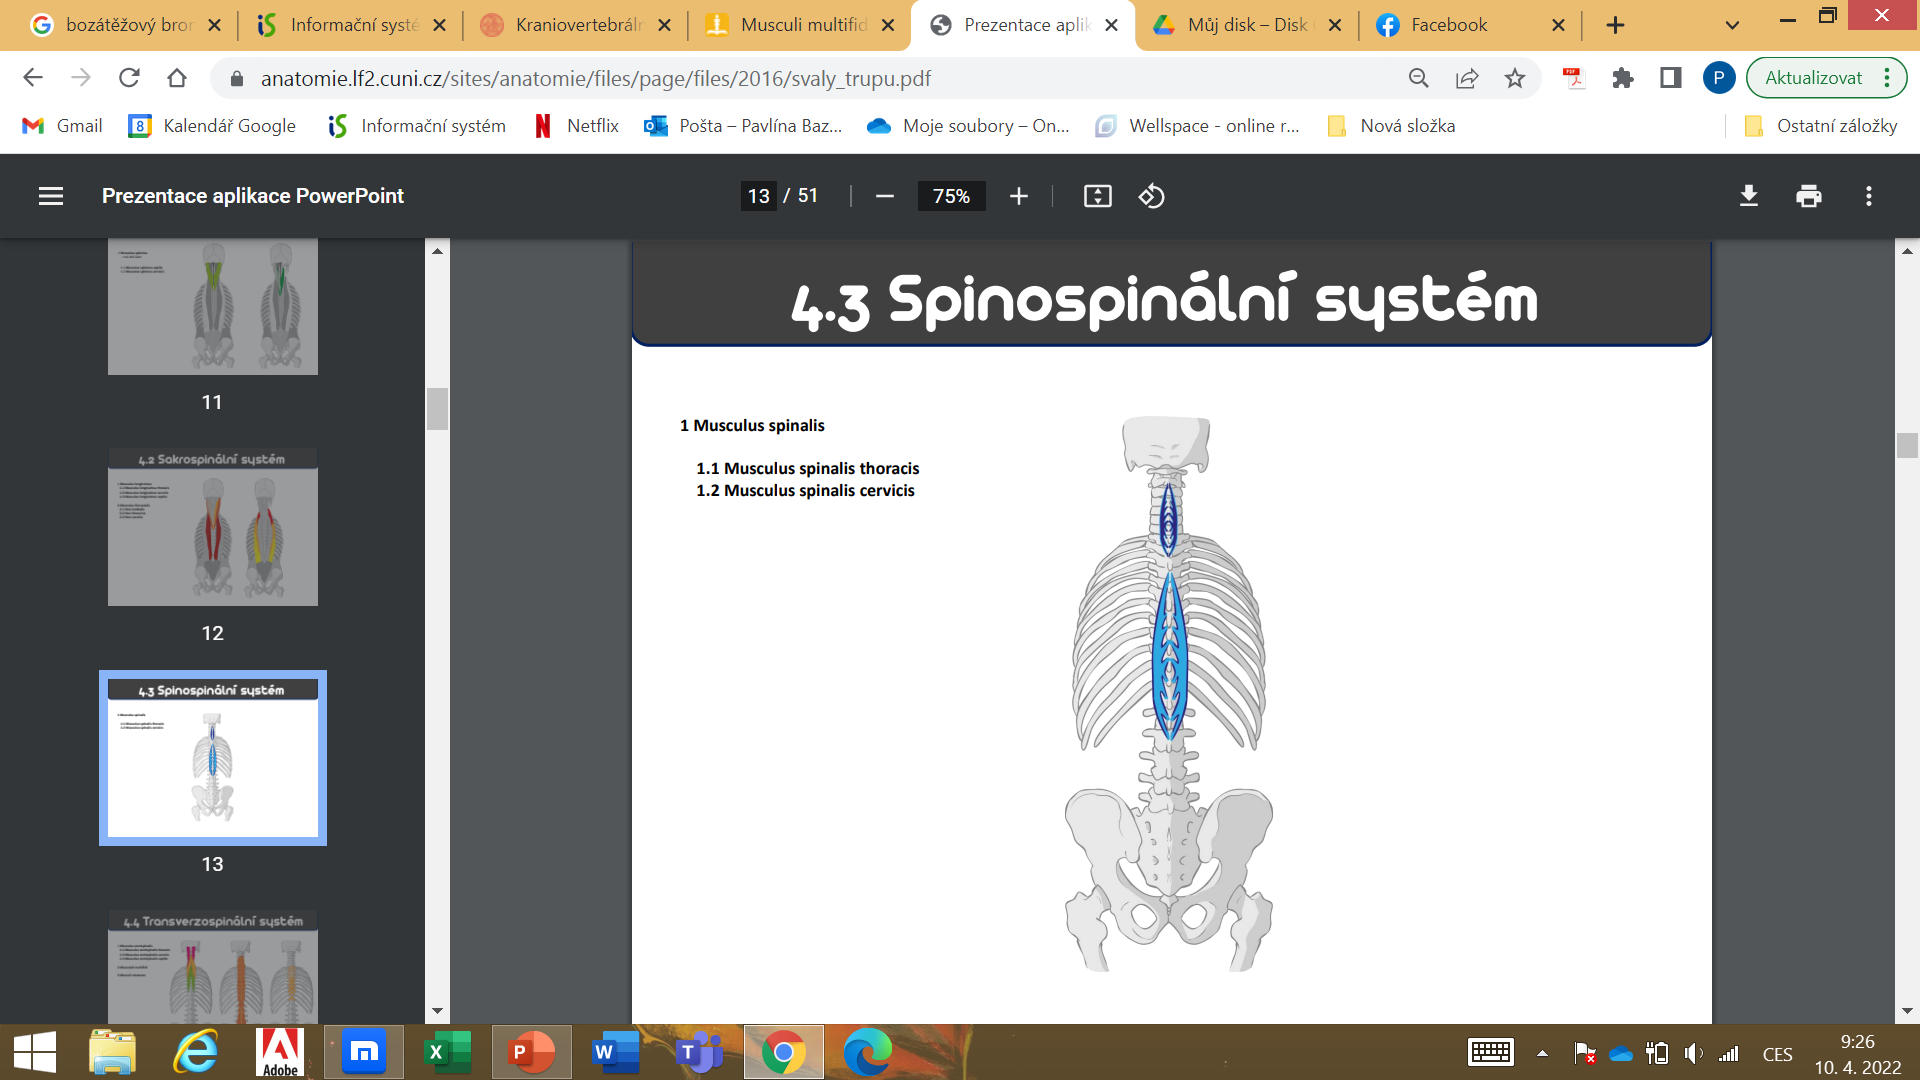 bozátěžový bron
Informační systé
Kraniovertebráln
Musculi multifid
Prezentace aplik
Můj disk – Disk
Facebook
anatomie.lf2.cuni.cz/sites/anatomie/files/page/files/2016/svaly_trupu.pdf
P
Aktualizovat
Gmail
Kalendář Google
Informační systém
Netflix
Pošta – Pavlína Baz...
Moje soubory – On...
Wellspace - online r...
Nová složka
Ostatní záložky
Prezentace aplikace PowerPoint
13 / 51
75%
11
4.2 Sakrospinální systém
12
4.3 Spinospinální systém
13
4.4 Transverzospinální systém
4.3 Spinospinální systém
1 Musculus spinalis
1.1 Musculus spinalis thoracis
1.2 Musculus spinalis cervicis
Adobe
CES
9:26
10. 4. 2022